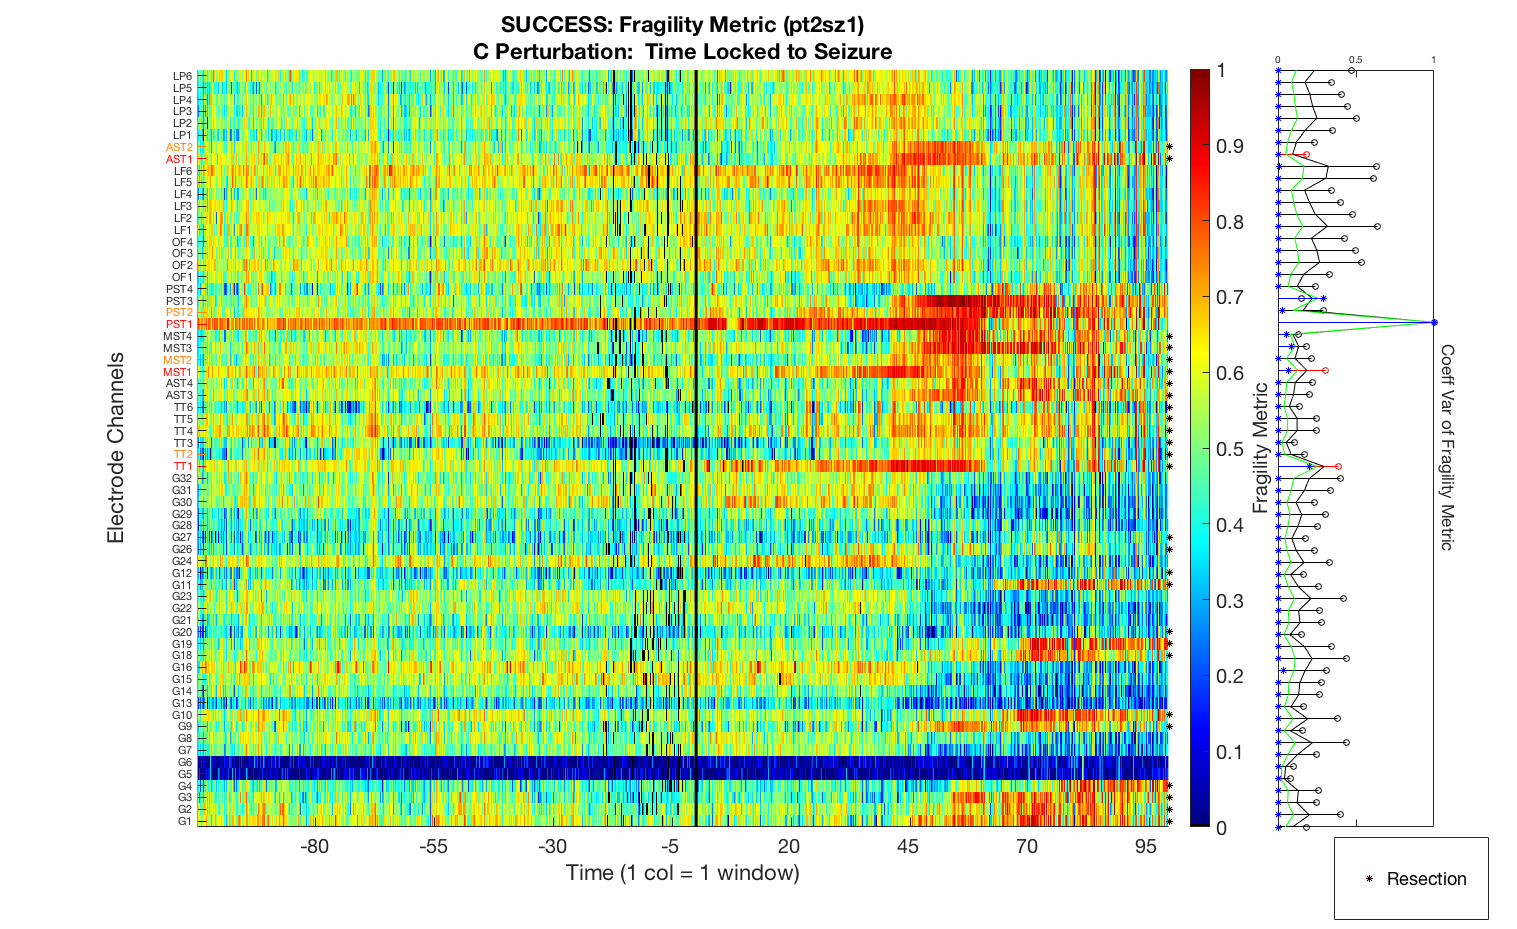 SUCCESS: Fragility Metric (pt2sz1)
C Perturbation: Time Locked to Seizure
Electrode Channels
LP6
LP5
LP4
LP3
LP2
LP1
AST2
AST1
LF6
LF5
LF4
LF3
LF2
LF1
OF4
OF3
OF2
OF1
PST4
PST3
PST2
PST1
MST4
MST3
MST2
MST1
AST4
AST3
TT6
TT5
TT4
TT3
TT2
TT1
G32
G31
G30
G29
G28
G27
G26
G24
G12
G11
G23
G22
G21
G20
G19
G18
G16
G15
G14
G13
G10
G9
G8
G7
G6
G5
G4
G3
G2
G1
-80 -55 -30 -5 20 45 70 95
Time (1 col = 1 window)
1
0.9
0.8
0.7
0.6
0.5
0.4
0.3
0.2
0.1
0
Fragility Metric
0 0.5 1
Coeff Var of Fragility Metric
* Resection